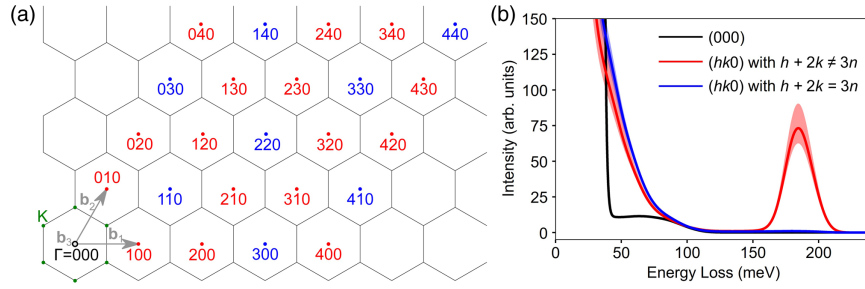 (a)
040 140 240 340 440
030 130 230 330 430
020 120 220 320 420
010
110 210 310 410
K
b₂
b₃ b₁
Γ=000 100 200 300 400
(b)
150
125
100
75
50
25
0
Intensity (arb. units)
(000)
(hk0) with h + 2k ≠ 3n
(hk0) with h + 2k = 3n
0 50 100 150 200
Energy Loss (meV)